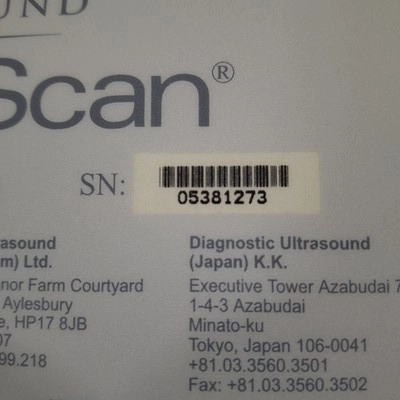 UND
Scan®
SN:
05381273
rasound
m) Ltd.
nor Farm Courtyard
Aylesbury
e, HP17 8JB
07
99.218
Diagnostic Ultrasound
(Japan) K.K.
Executive Tower Azabudai 7
1-4-3 Azabudai
Minato-ku
Tokyo, Japan 106-0041
+81.03.3560.3501
Fax: +81.03.3560.3502